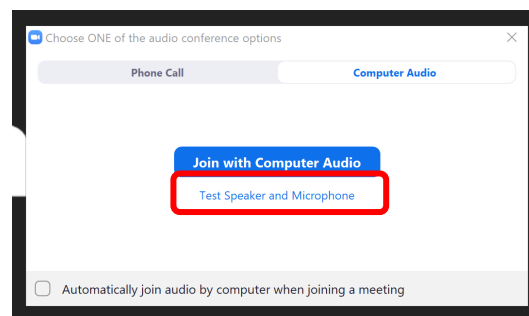 Choose ONE of the audio conference options
Phone Call
Computer Audio
Join with Computer Audio
Test Speaker and Microphone
Automatically join audio by computer when joining a meeting